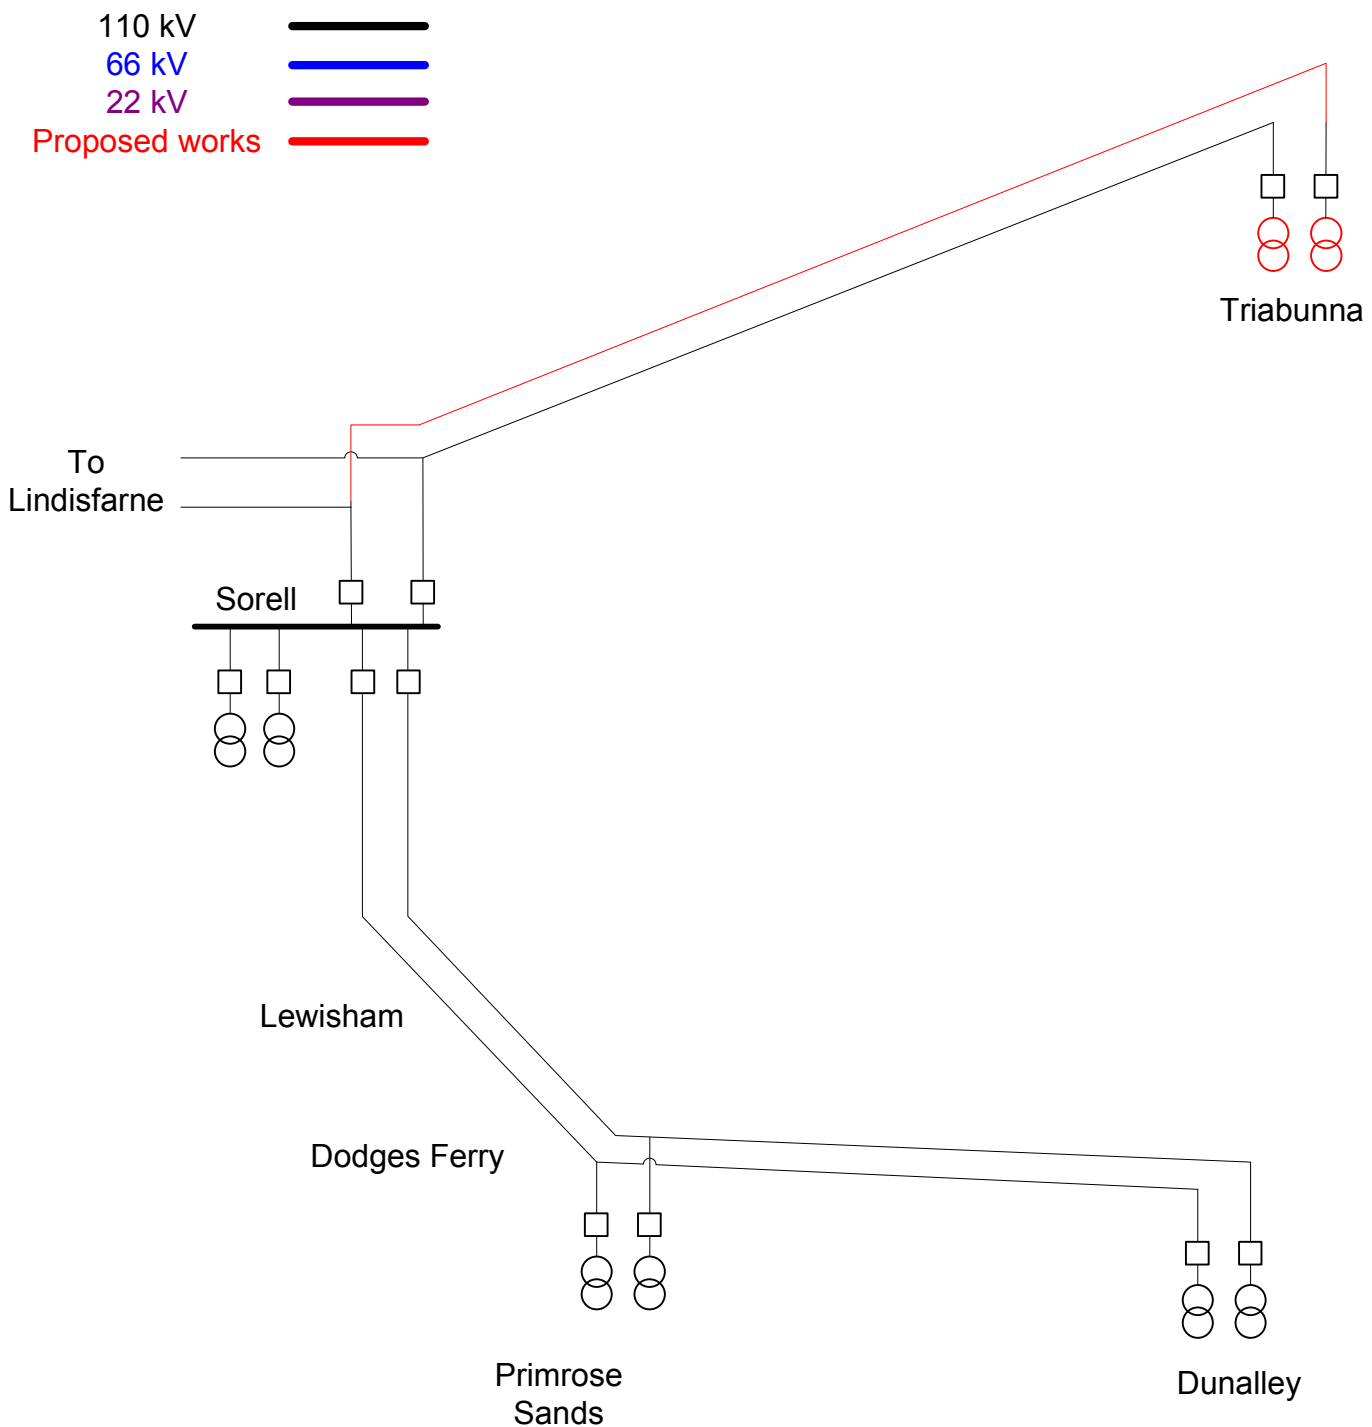 110 kV
66 kV
22 kV
Proposed works
Triabunna
To
Lindisfarne
Sorell
Lewisham
Dodges Ferry
Primrose
Sands
Dunalley